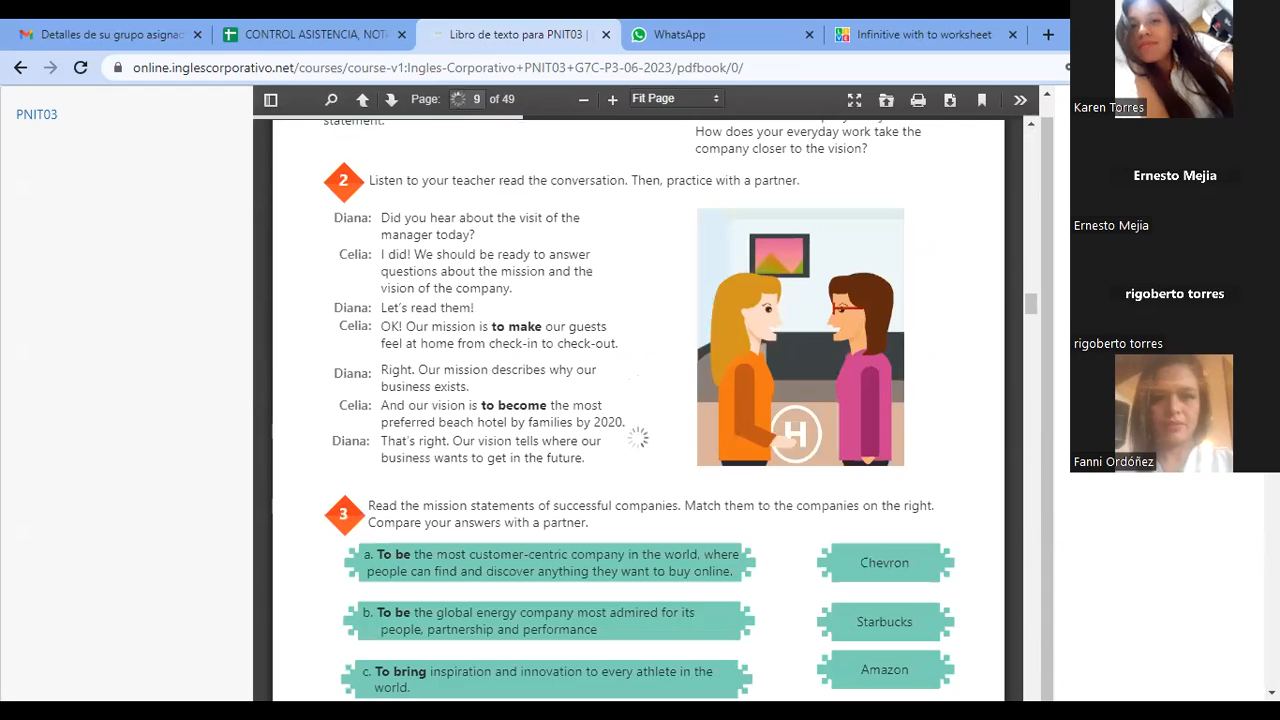 Detalles de su grupo asignac
CONTROL ASISTENCIA, NOT
Libro de texto para PNIT03 |
WhatsApp
Infinitive with to worksheet
online.inglescorporativo.net/courses/course-v1:Ingles-Corporativo+PNIT03+G7C-P3-06-2023/pdfbook/0/
PNIT03
Page:
9
of 49
Fit Page
statement.
How does your everyday work take the
company closer to the vision?
2
Listen to your teacher read the conversation. Then, practice with a partner.
Diana: Did you hear about the visit of the
manager today?
Celia: I did! We should be ready to answer
questions about the mission and the
vision of the company.
Diana: Let's read them!
Celia: OK! Our mission is to make our guests
feel at home from check-in to check-out.
Diana: Right. Our mission describes why our
business exists.
Celia: And our vision is to become the most
preferred beach hotel by families by 2020.
Diana: That's right. Our vision tells where our
business wants to get in the future.
H
3
Read the mission statements of successful companies. Match them to the companies on the right.
Compare your answers with a partner.
a. To be the most customer-centric company in the world, where
people can find and discover anything they want to buy online.
Chevron
b. To be the global energy company most admired for its
people, partnership and performance
Starbucks
c. To bring inspiration and innovation to every athlete in the
world.
Amazon
Karen Torres
Ernesto Mejia
Ernesto Mejia
rigoberto torres
rigoberto torres
Fanni Ordóñez